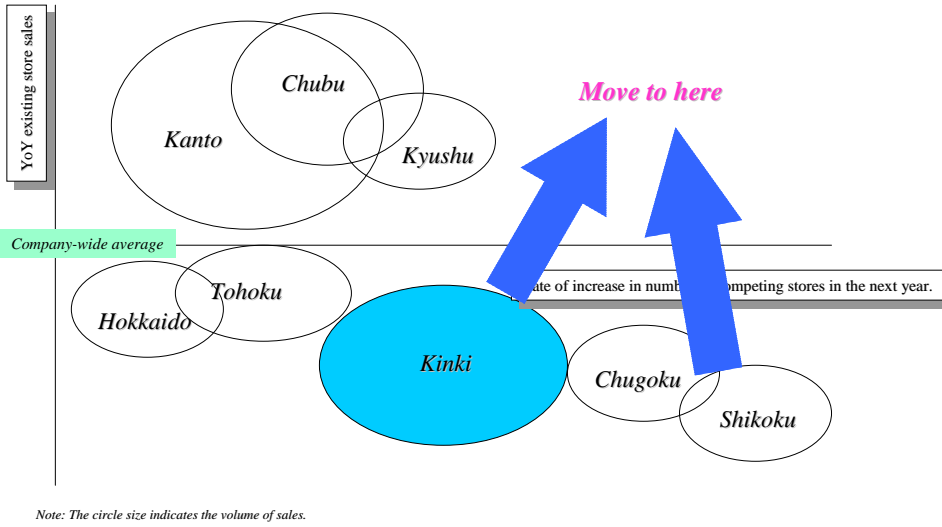 YoY existing store sales
Chubu
Move to here
Kanto
Kyushu
Company-wide average
Tohoku
ate of increase in numb ompeting stores in the next year.
Hokkaido
Kinki
Chugoku
Shikoku
Note: The circle size indicates the volume of sales.